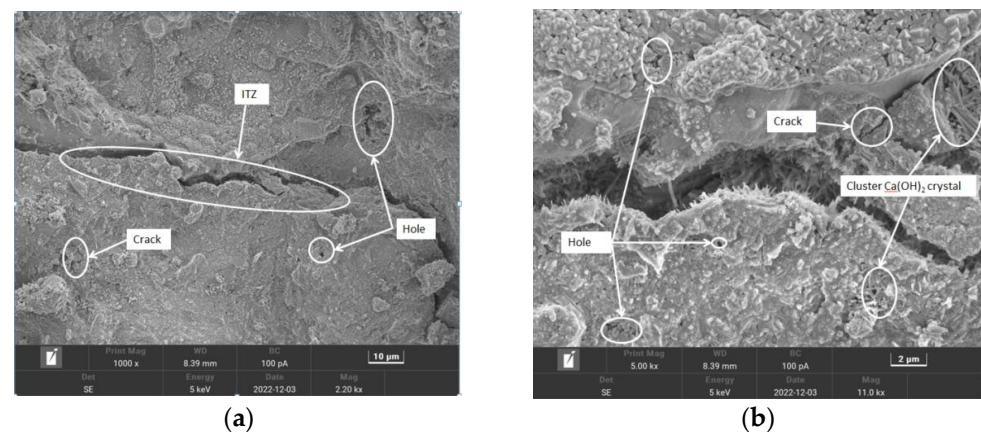 ITZ
Crack
Hole
Print Mag WD BC
1000 x 8.39 mm 100 pA 10 μm
Det Energy Date Mag
SE 5 keV 2022-12-03 2.20 kx
(a)
Crack
Cluster Ca(OH)₂ crystal
Hole
Print Mag WD BC
5.00 kx 8.39 mm 100 pA 2 μm
Det Energy Date Mag
SE 5 keV 2022-12-03 11.0 kx
(b)